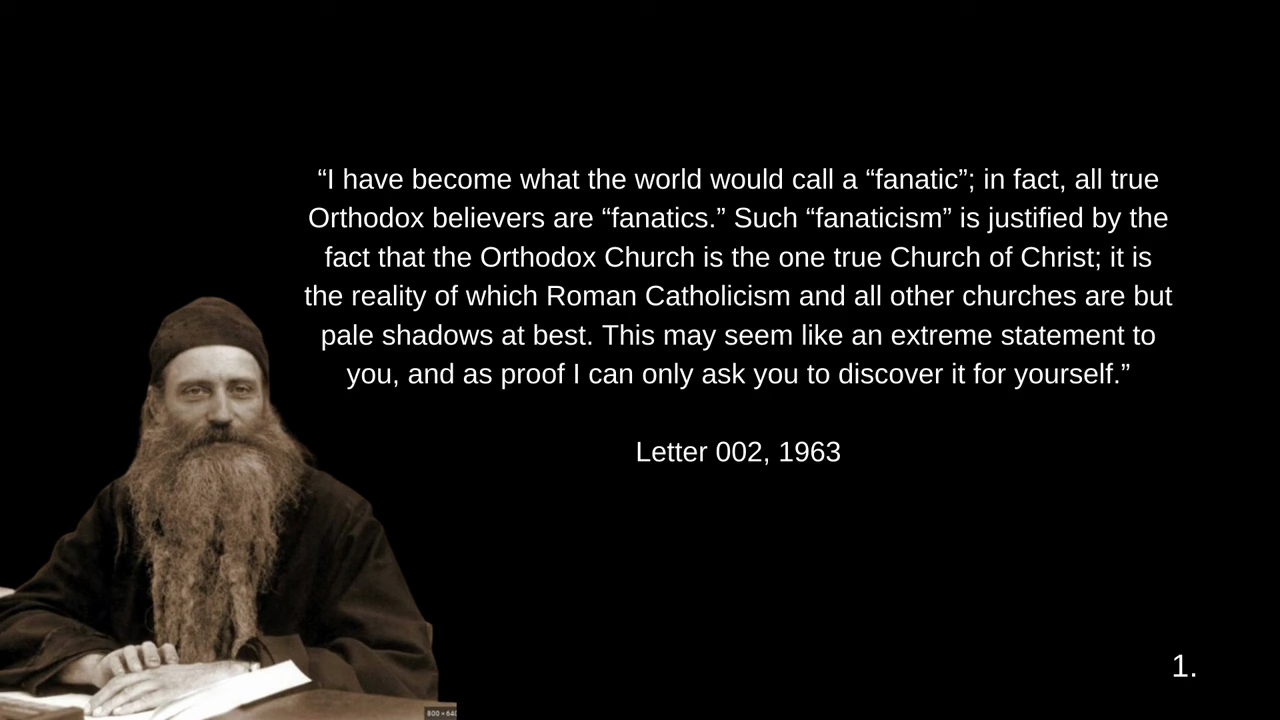 “I have become what the world would call a “fanatic”; in fact, all true
Orthodox believers are “fanatics.” Such “fanaticism” is justified by the
fact that the Orthodox Church is the one true Church of Christ; it is
the reality of which Roman Catholicism and all other churches are but
pale shadows at best. This may seem like an extreme statement to
you, and as proof I can only ask you to discover it for yourself.”
Letter 002, 1963
1.
800 × 640